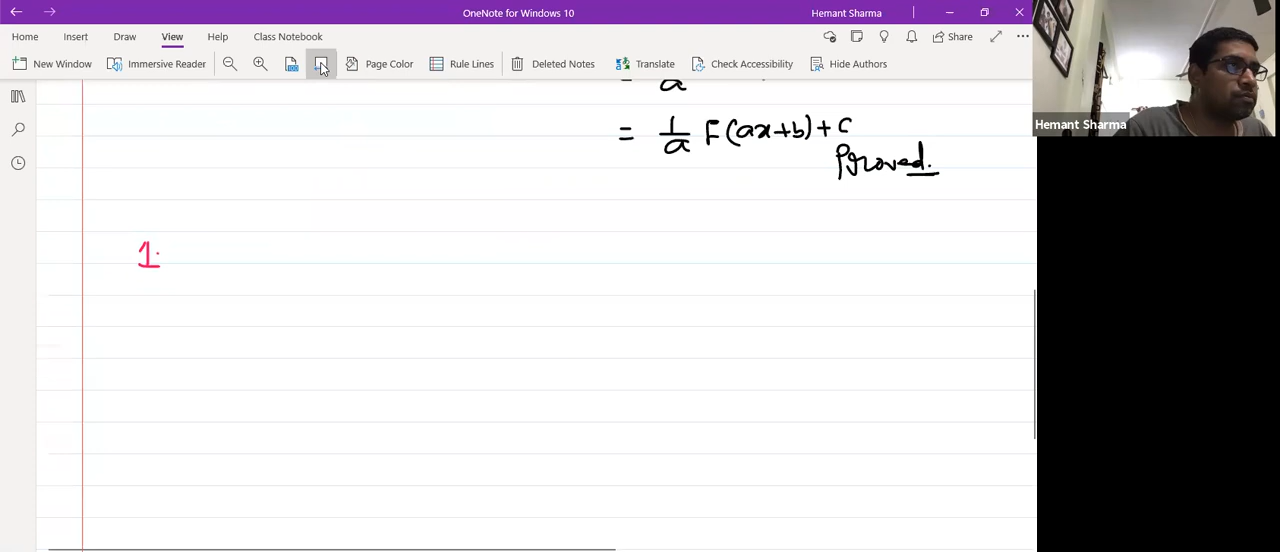 OneNote for Windows 10
Hemant Sharma
Home Insert Draw View Help Class Notebook
Share
New Window Immersive Reader 100 Page Color Rule Lines Deleted Notes Translate Check Accessibility Hide Authors
Hemant Sharma
= 1/a F(ax+b)+c
Proved.
1.